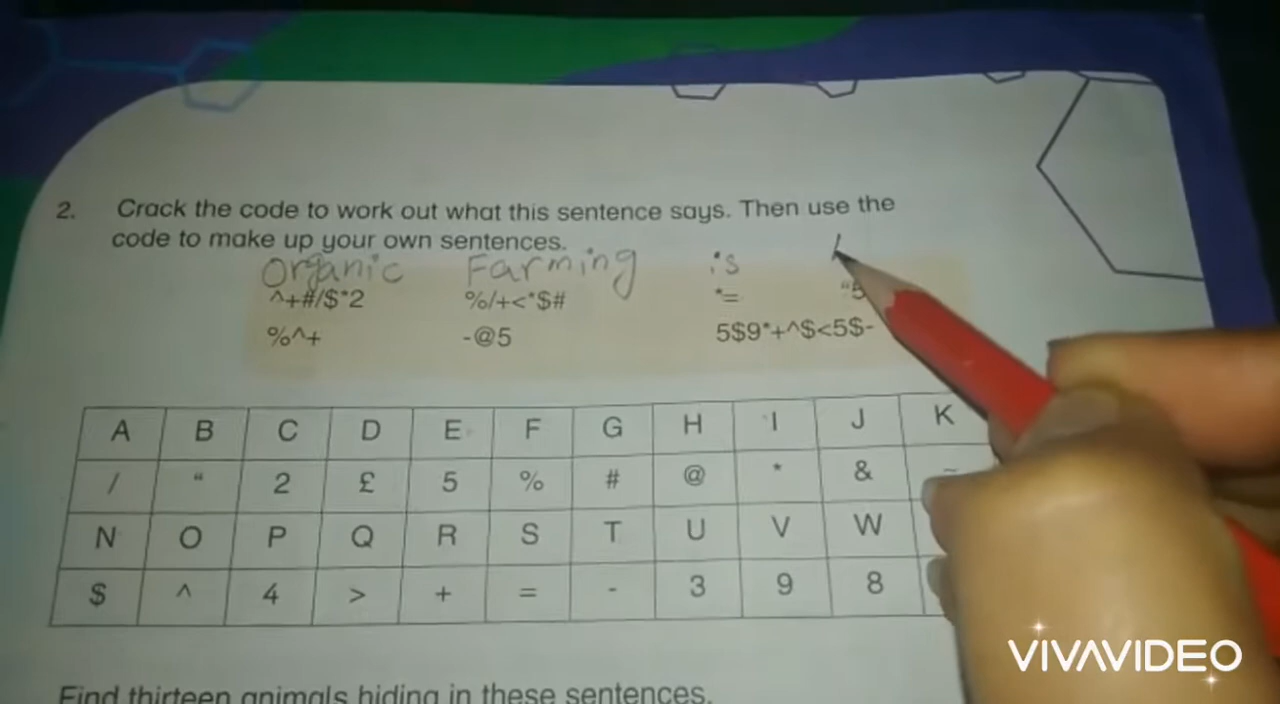 2. Crack the code to work out what this sentence says. Then use the
code to make up your own sentences.
Organic Farming is
^+#/$*2 %/+<*$# *= “5
%^+ -@5 5$9*+^$<5$-
A B C D E F G H I J K
/ “ 2 £ 5 % # @ * & ~
N O P Q R S T U V W
$ ^ 4 > + = - 3 9 8
Find thirteen animals hiding in these sentences.
VIVAVIDEO